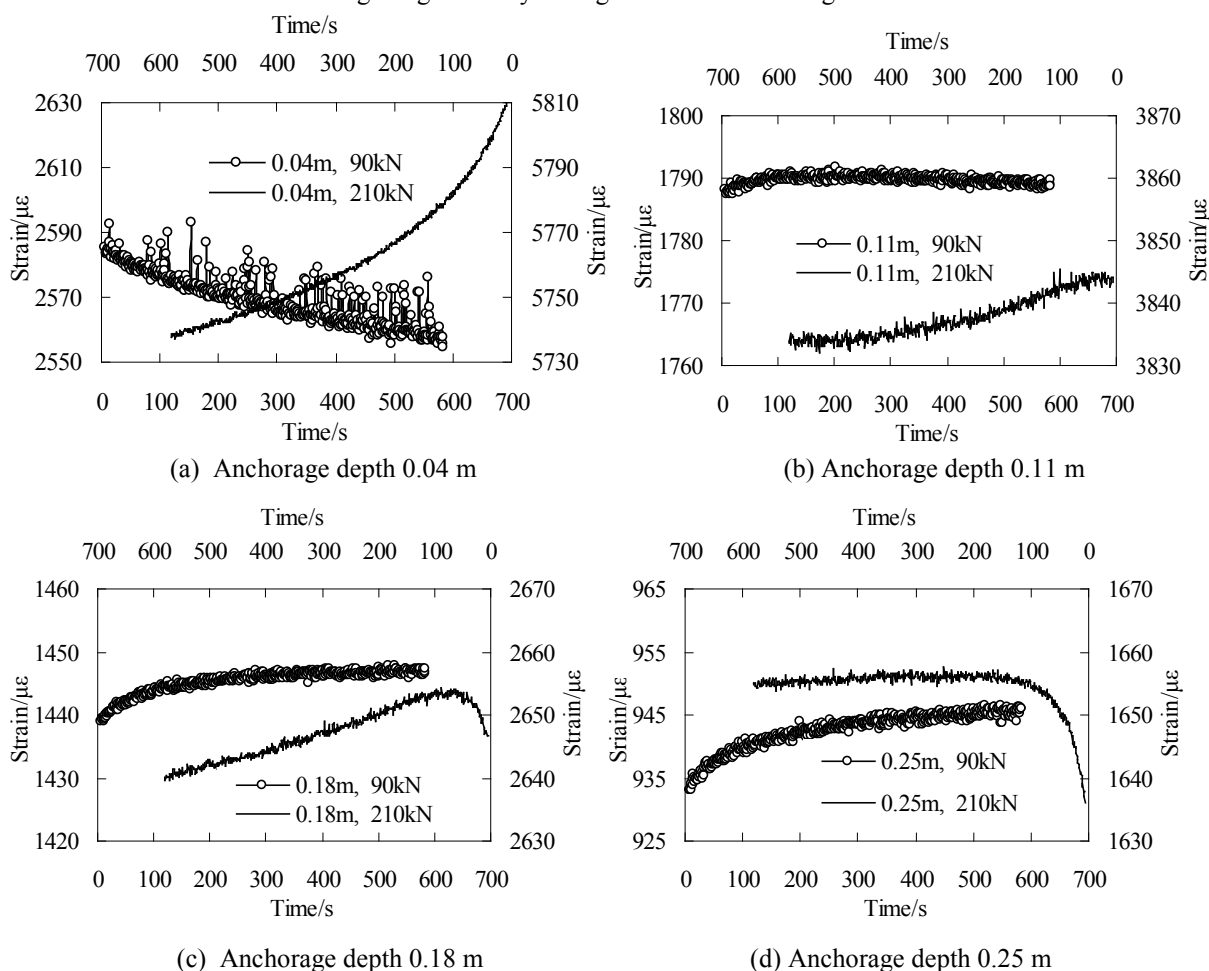 Time/s
700 600 500 400 300 200 100 0
2630 5810
2610 5790
2590 5770
2570 5750
2550 5730
Strain/με
Strain/με
0.04m, 90kN
0.04m, 210kN
0 100 200 300 400 500 600 700
Time/s
(a) Anchorage depth 0.04 m
Time/s
700 600 500 400 300 200 100 0
1800 3870
1790 3860
1780 3850
1770 3840
1760 3830
Strain/με
Strain/με
0.11m, 90kN
0.11m, 210kN
0 100 200 300 400 500 600 700
Time/s
(b) Anchorage depth 0.11 m
Time/s
700 600 500 400 300 200 100 0
1460 2670
1450 2660
1440 2650
1430 2640
1420 2630
Strain/με
Strain/με
0.18m, 90kN
0.18m, 210kN
0 100 200 300 400 500 600 700
Time/s
(c) Anchorage depth 0.18 m
Time/s
700 600 500 400 300 200 100 0
965 1670
955 1660
945 1650
935 1640
925 1630
Sriain/με
Strain/με
0.25m, 90kN
0.25m, 210kN
0 100 200 300 400 500 600 700
Time/s
(d) Anchorage depth 0.25 m